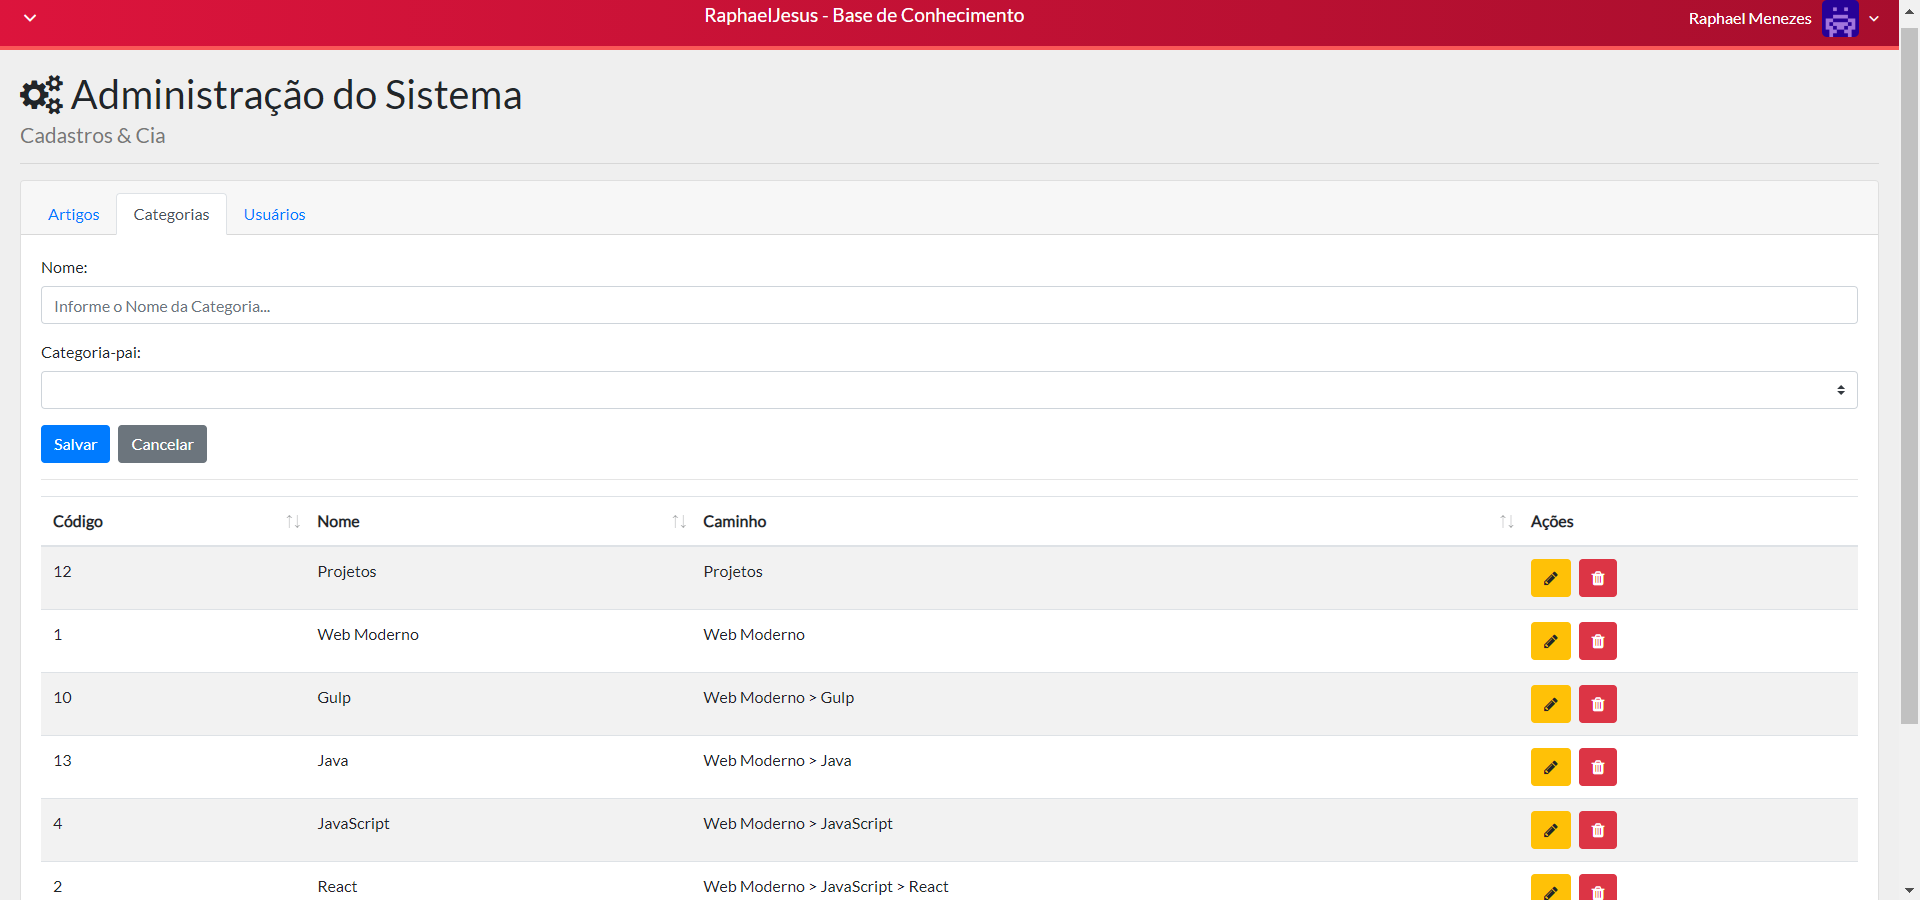 RaphaelJesus - Base de Conhecimento
Raphael Menezes
Administração do Sistema
Cadastros & Cia
Artigos Categorias Usuários
Nome:
Informe o Nome da Categoria...
Categoria-pai:
Salvar Cancelar
Código Nome Caminho Ações
12 Projetos Projetos
1 Web Moderno Web Moderno
10 Gulp Web Moderno > Gulp
13 Java Web Moderno > Java
4 JavaScript Web Moderno > JavaScript
2 React Web Moderno > JavaScript > React